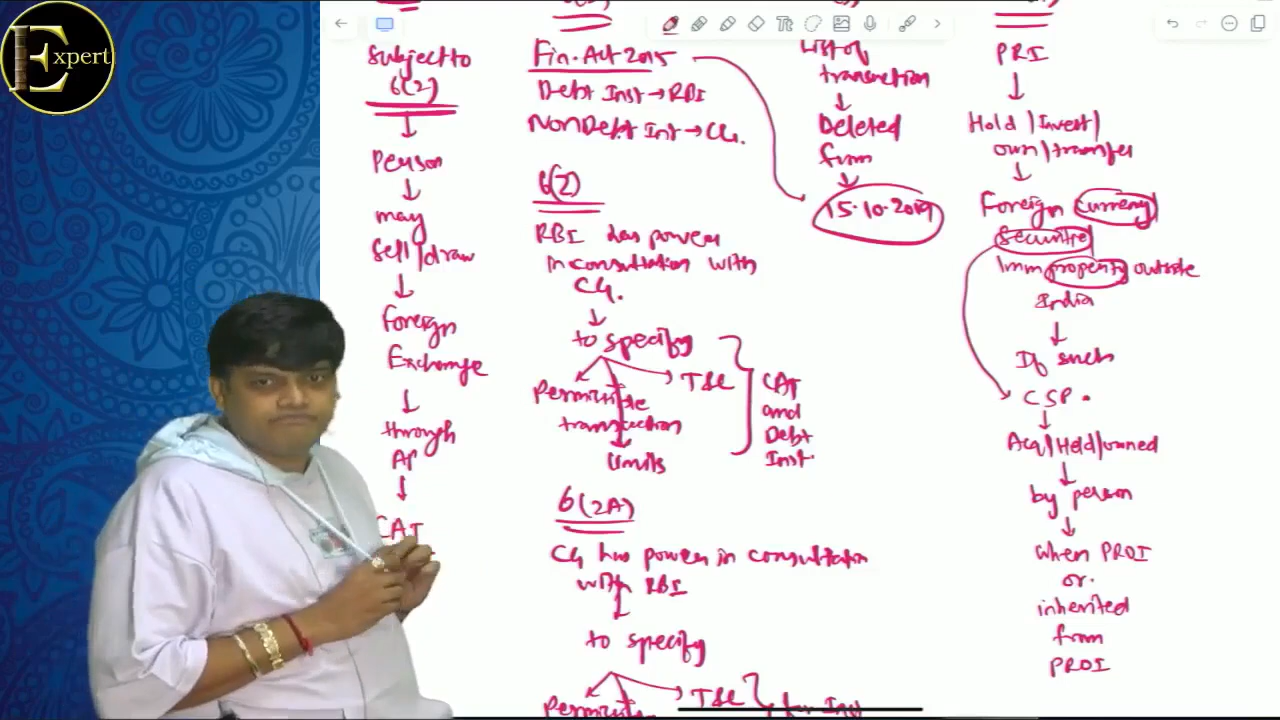 Expert
Subject to
6(2)
Person
may
Sell/draw
Foreign
Exchange
through
AP
CAT
Fin. Act 2015
Debt Inst → RBI
Non Debt Int → CG.
6(2)
RBI has power
in consultation with
CG.
to specify
Permissible
transaction
Limits
T&C
CAT
and
Debt
Inst.
6(2A)
CG has power in consultation
with RBI
to specify
T&C
for Inst
List of
transaction
Deleted
from
15.10.2019
PRI
Hold/Invest/
own/transfer
Foreign Currency
Securities
Imm property outside
India
If such
CSP.
Acq/Held/owned
by person
when PROI
or.
inherited
from
PROI